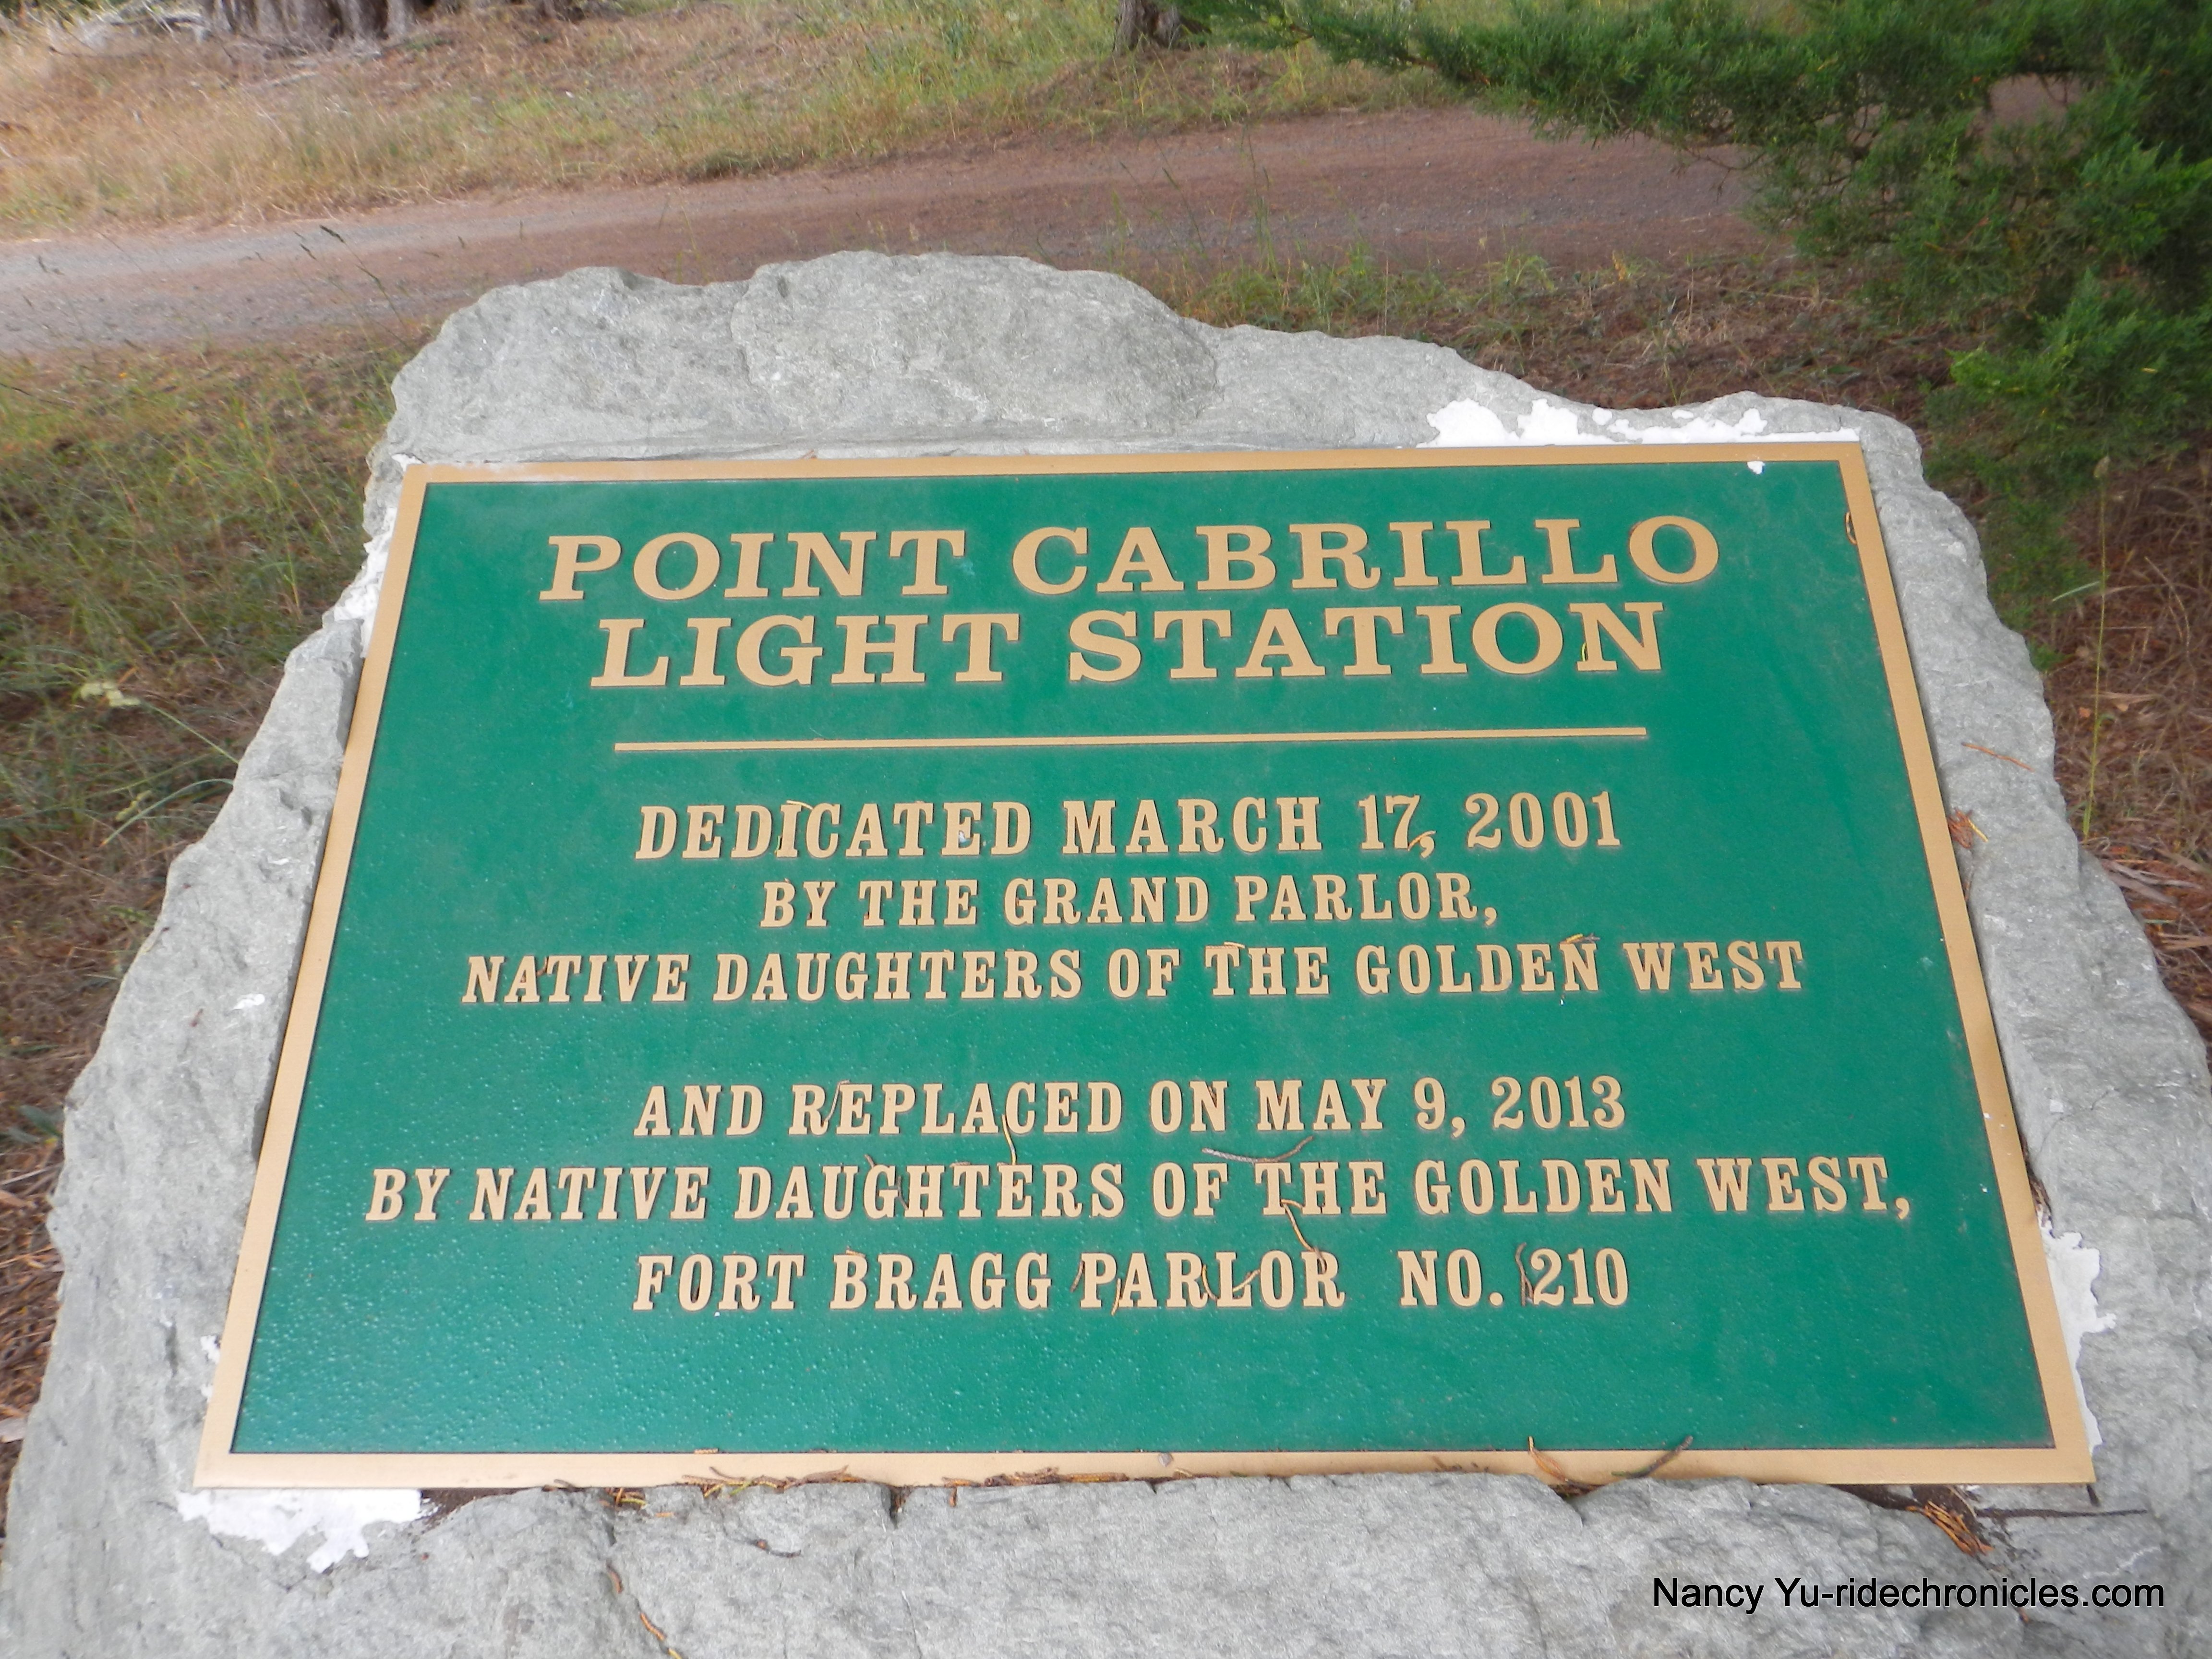 POINT CABRILLO
LIGHT STATION
DEDICATED MARCH 17, 2001
BY THE GRAND PARLOR,
NATIVE DAUGHTERS OF THE GOLDEN WEST
AND REPLACED ON MAY 9, 2013
BY NATIVE DAUGHTERS OF THE GOLDEN WEST,
FORT BRAGG PARLOR NO. 210
Nancy Yu-ridechronicles.com